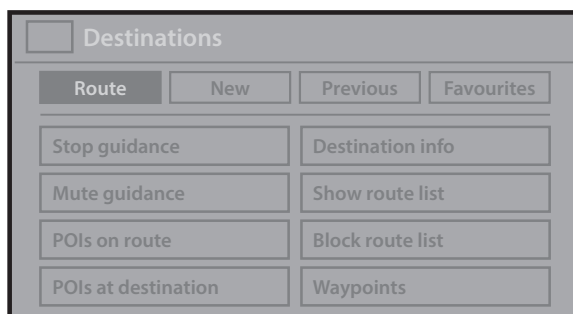 Destinations
Route New Previous Favourites
Stop guidance Destination info
Mute guidance Show route list
POIs on route Block route list
POIs at destination Waypoints